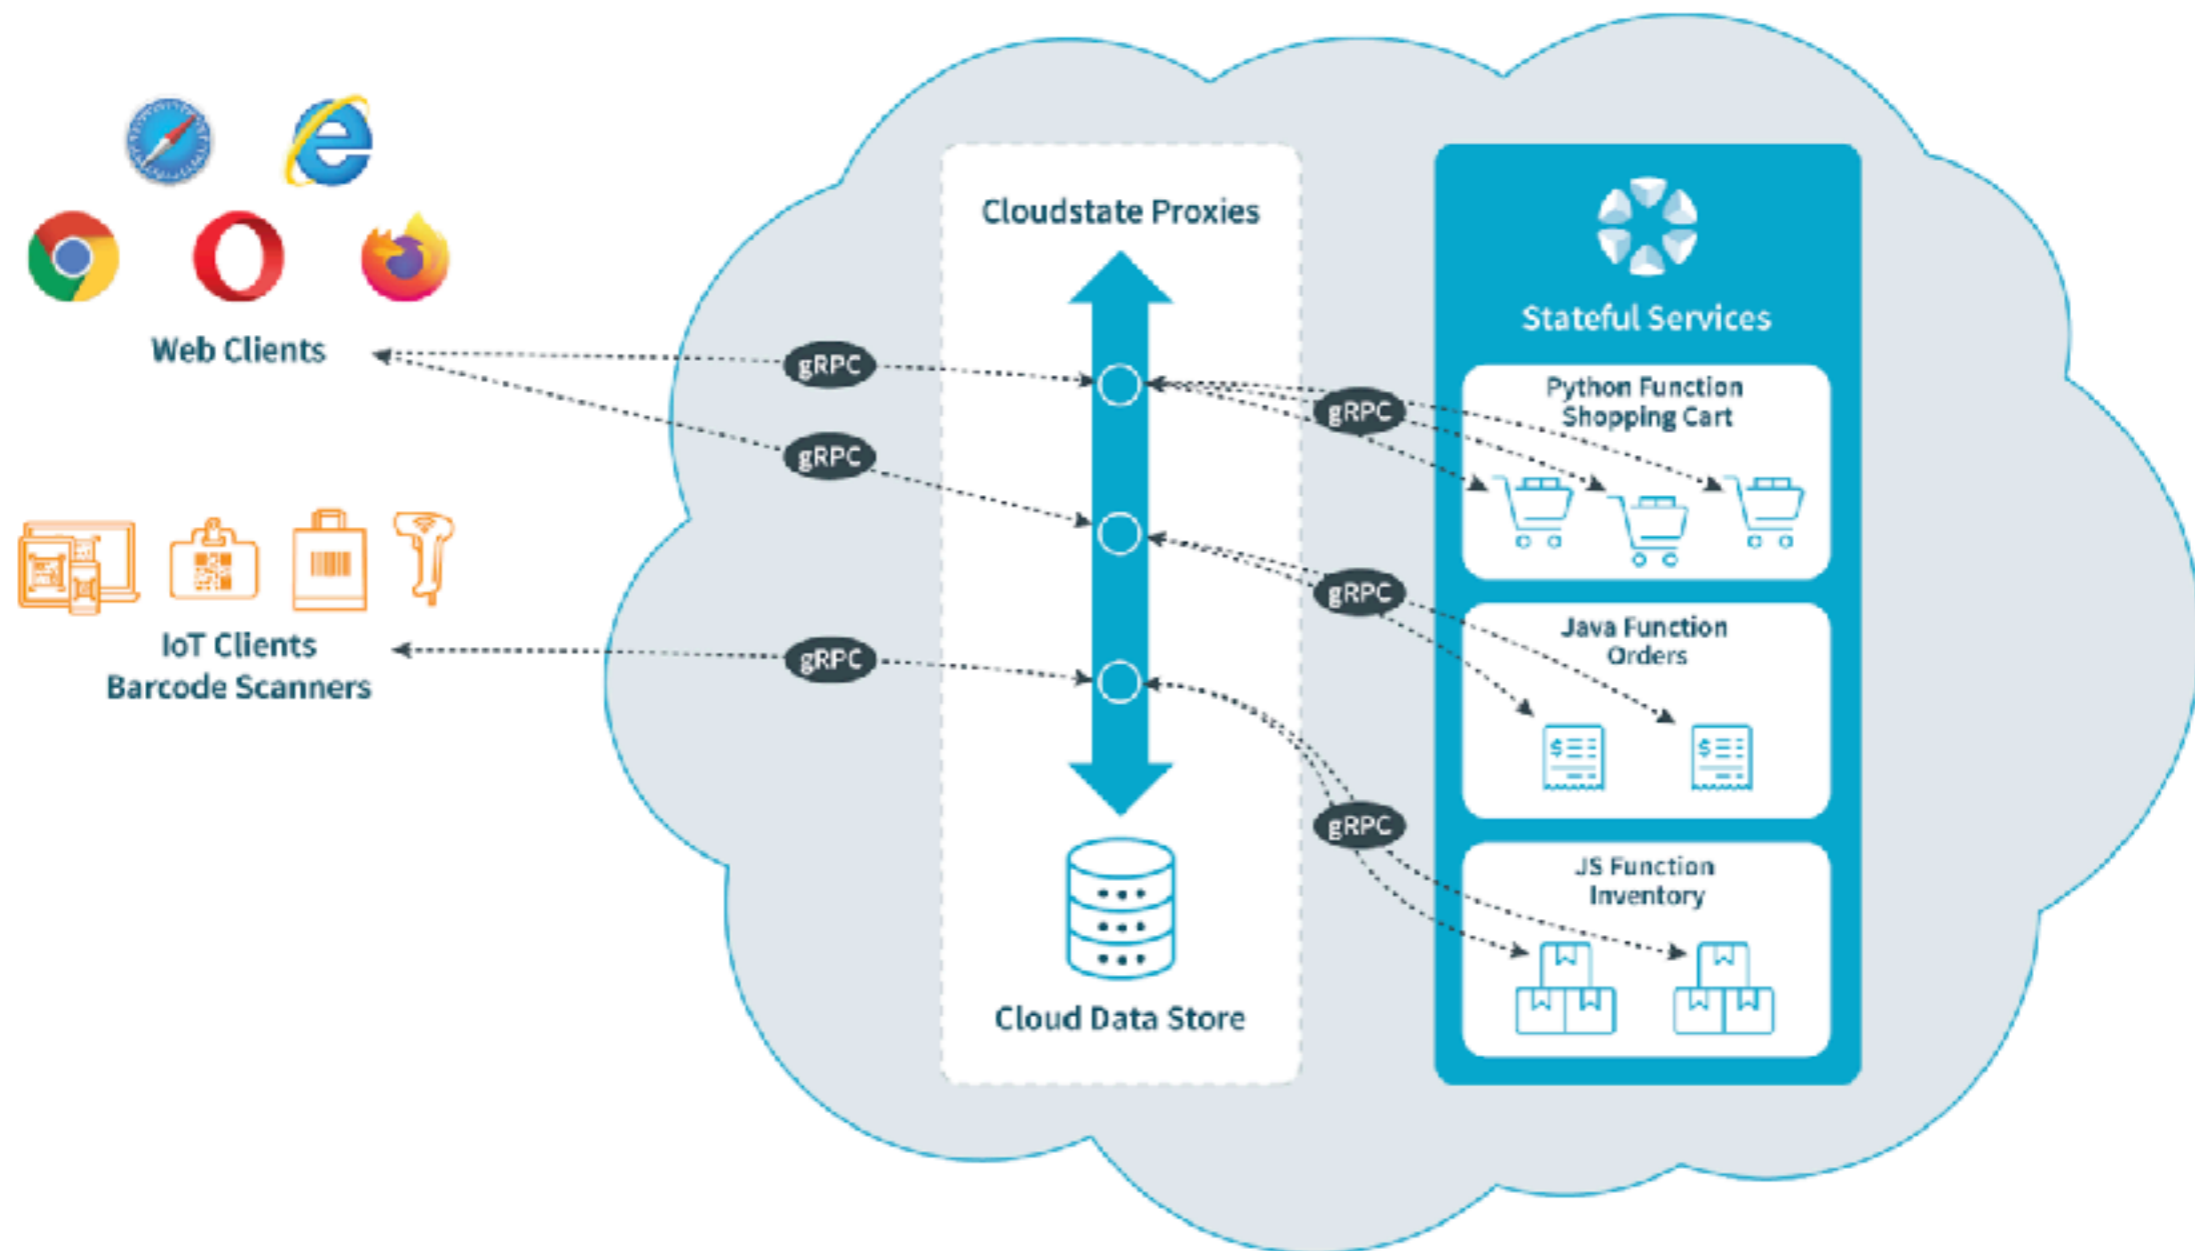 Web Clients
IoT Clients
Barcode Scanners
gRPC
gRPC
gRPC
Cloudstate Proxies
Cloud Data Store
gRPC
gRPC
gRPC
Stateful Services
Python Function
Shopping Cart
Java Function
Orders
$
$
JS Function
Inventory